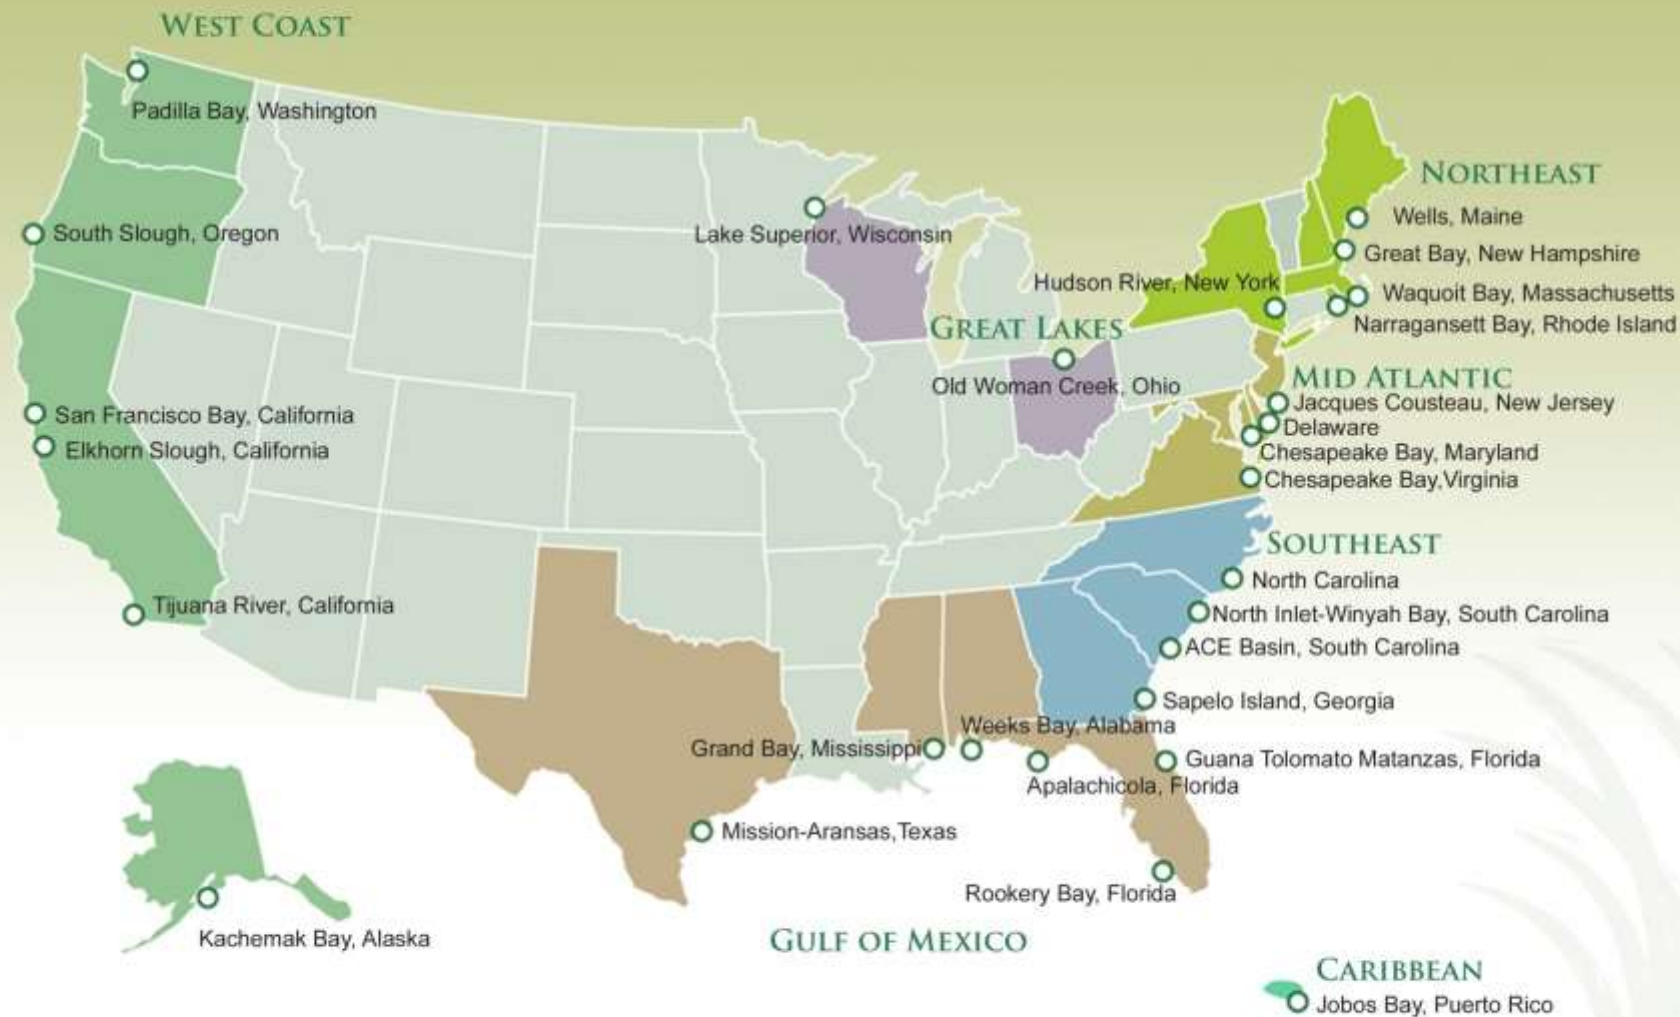 WEST COAST
Padilla Bay, Washington
South Slough, Oregon
San Francisco Bay, California
Elkhorn Slough, California
Tijuana River, California
Kachemak Bay, Alaska
Lake Superior, Wisconsin
GREAT LAKES
Old Woman Creek, Ohio
NORTHEAST
Wells, Maine
Great Bay, New Hampshire
Hudson River, New York
Waquoit Bay, Massachusetts
Narragansett Bay, Rhode Island
MID ATLANTIC
Jacques Cousteau, New Jersey
Delaware
Chesapeake Bay, Maryland
Chesapeake Bay,Virginia
SOUTHEAST
North Carolina
North Inlet-Winyah Bay, South Carolina
ACE Basin, South Carolina
Sapelo Island, Georgia
Weeks Bay, Alabama
Grand Bay, Mississippi
Guana Tolomato Matanzas, Florida
Apalachicola, Florida
Mission-Aransas,Texas
Rookery Bay, Florida
GULF OF MEXICO
CARIBBEAN
Jobos Bay, Puerto Rico